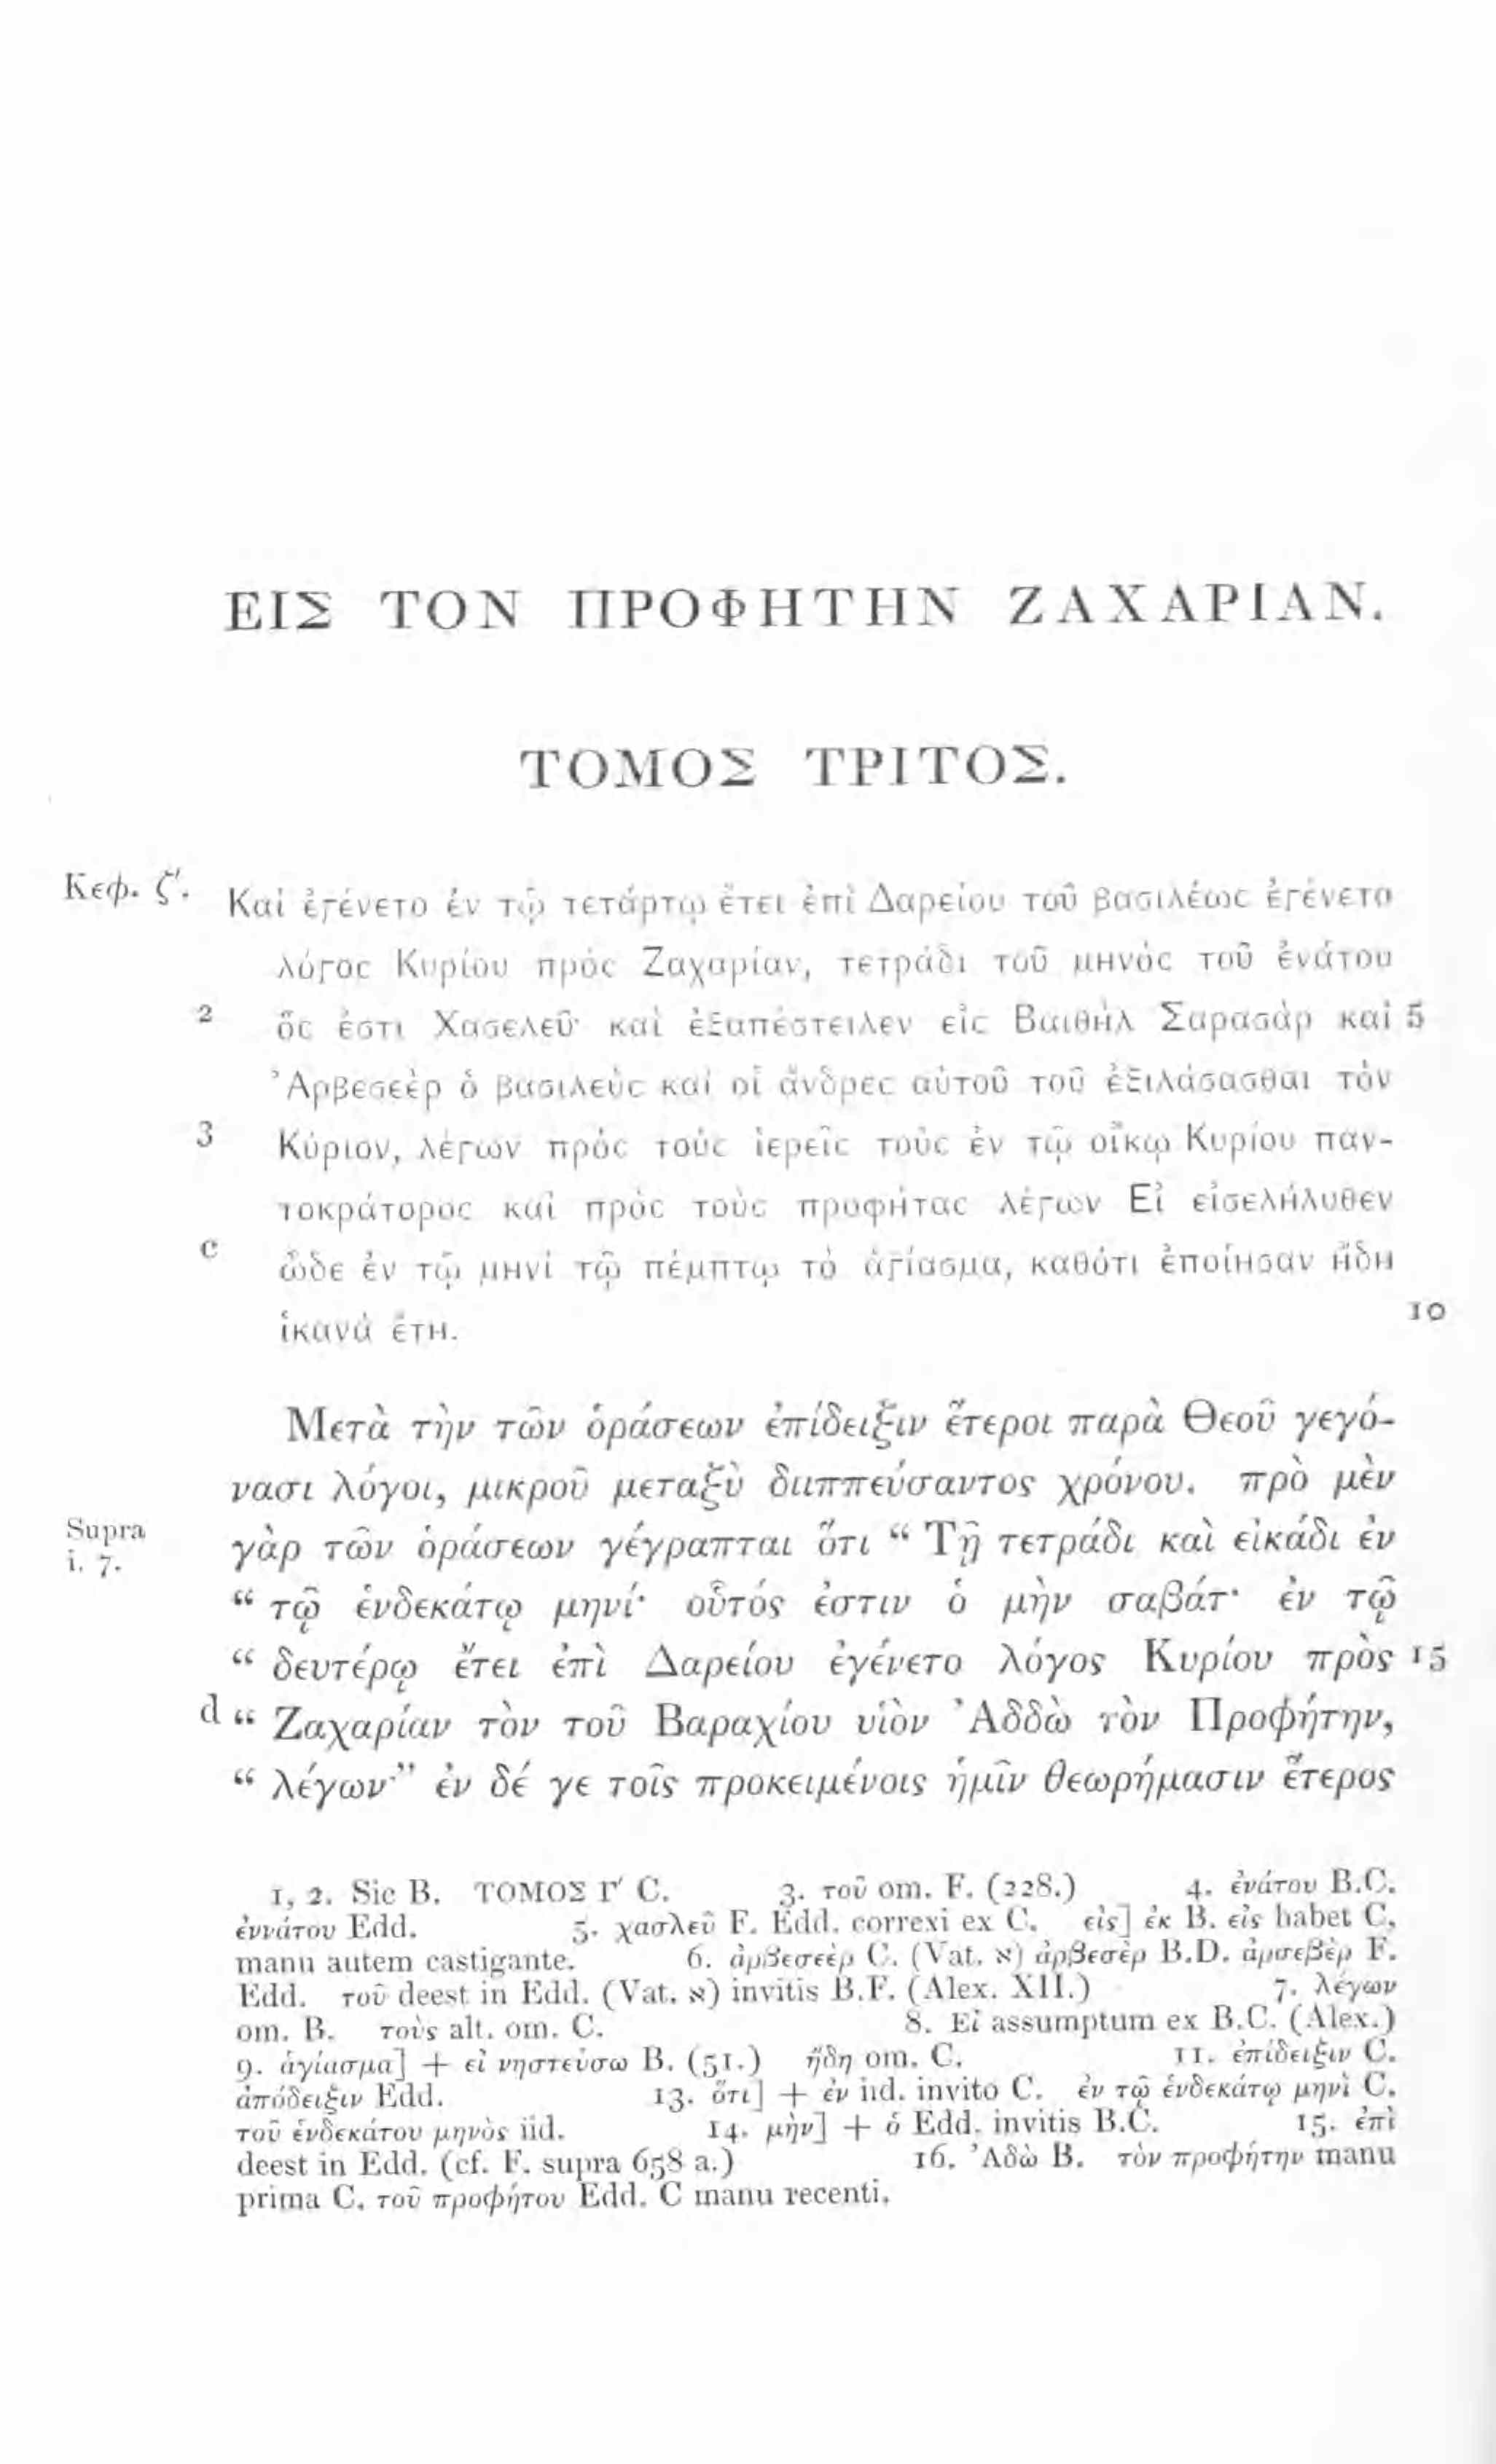 ΕΙΣ ΤΟΝ ΠΡΟΦΗΤΗΝ ΖΑΧΑΡΙΑΝ.
ΤΟΜΟΣ ΤΡΙΤΟΣ.
Κεφ. ζ′. Καὶ ἐγένετο ἐν τῷ τετάρτῳ ἔτει ἐπὶ Δαρείου τοῦ βασιλέως ἐγένετο
λόγος Κυρίου πρὸς Ζαχαρίαν, τετράδι τοῦ μηνὸς τοῦ ἐνάτου
2 ὅς ἐστι Χασελεῦ· καὶ ἐξαπέστειλεν εἰς Βαιθὴλ Σαρασὰρ καὶ 5
Ἀρβεσεὲρ ὁ βασιλεὺς καὶ οἱ ἄνδρες αὐτοῦ τοῦ ἐξιλάσασθαι τὸν
3 Κύριον, λέγων πρὸς τοὺς ἱερεῖς τοὺς ἐν τῷ οἴκῳ Κυρίου παν-
τοκράτορος καὶ πρὸς τοὺς προφήτας λέγων Εἰ εἰσελήλυθεν
c ὧδε ἐν τῷ μηνὶ τῷ πέμπτῳ τὸ ἁγίασμα, καθότι ἐποίησαν ἤδη
ἱκανὰ ἔτη. 10
Μετὰ τὴν τῶν ὁράσεων ἐπίδειξιν ἕτεροι παρὰ Θεοῦ γεγό-
νασι λόγοι, μικροῦ μεταξὺ διιππεύσαντος χρόνου. πρὸ μὲν
Supra i. 7. γὰρ τῶν ὁράσεων γέγραπται ὅτι “ Τῇ τετράδι καὶ εἰκάδι ἐν
“ τῷ ἑνδεκάτῳ μηνί· οὗτός ἐστιν ὁ μὴν σαβάτ· ἐν τῷ
“ δευτέρῳ ἔτει ἐπὶ Δαρείου ἐγένετο λόγος Κυρίου πρὸς 15
d “ Ζαχαρίαν τὸν τοῦ Βαραχίου υἱὸν Ἀδδὼ τὸν Προφήτην,
“ λέγων·” ἐν δέ γε τοῖς προκειμένοις ἡμῖν θεωρήμασιν ἕτερος
1, 2. Sic B. ΤΟΜΟΣ Γ′ C. 3. τοῦ om. F. (228.) 4. ἐνάτου B.C.
ἐννάτου Edd. 5. χασλεῦ F. Edd. correxi ex C. εἰς] ἐκ B. εἰς habet C,
manu autem castigante. 6. ἀρβεσεὲρ C. (Vat. א) ἀρβεσὲρ B.D. ἀρσεβὲρ F.
Edd. τοῦ deest in Edd. (Vat. א) invitis B.F. (Alex. XII.) 7. λέγων
om. B. τοὺς alt. om. C. 8. Εἰ assumptum ex B.C. (Alex.)
9. ἁγίασμα] + εἰ νηστεύσω B. (51.) ἤδη om. C. 11. ἐπίδειξιν C.
ἀπόδειξιν Edd. 13. ὅτι] + ἐν iid. invito C. ἐν τῷ ἑνδεκάτῳ μηνὶ C.
τοῦ ἑνδεκάτου μηνὸς iid. 14. μὴν] + ὁ Edd. invitis B.C. 15. ἐπὶ
deest in Edd. (cf. F. supra 658 a.) 16. Ἀδὼ B. τὸν προφήτην manu
prima C. τοῦ προφήτου Edd. C manu recenti.